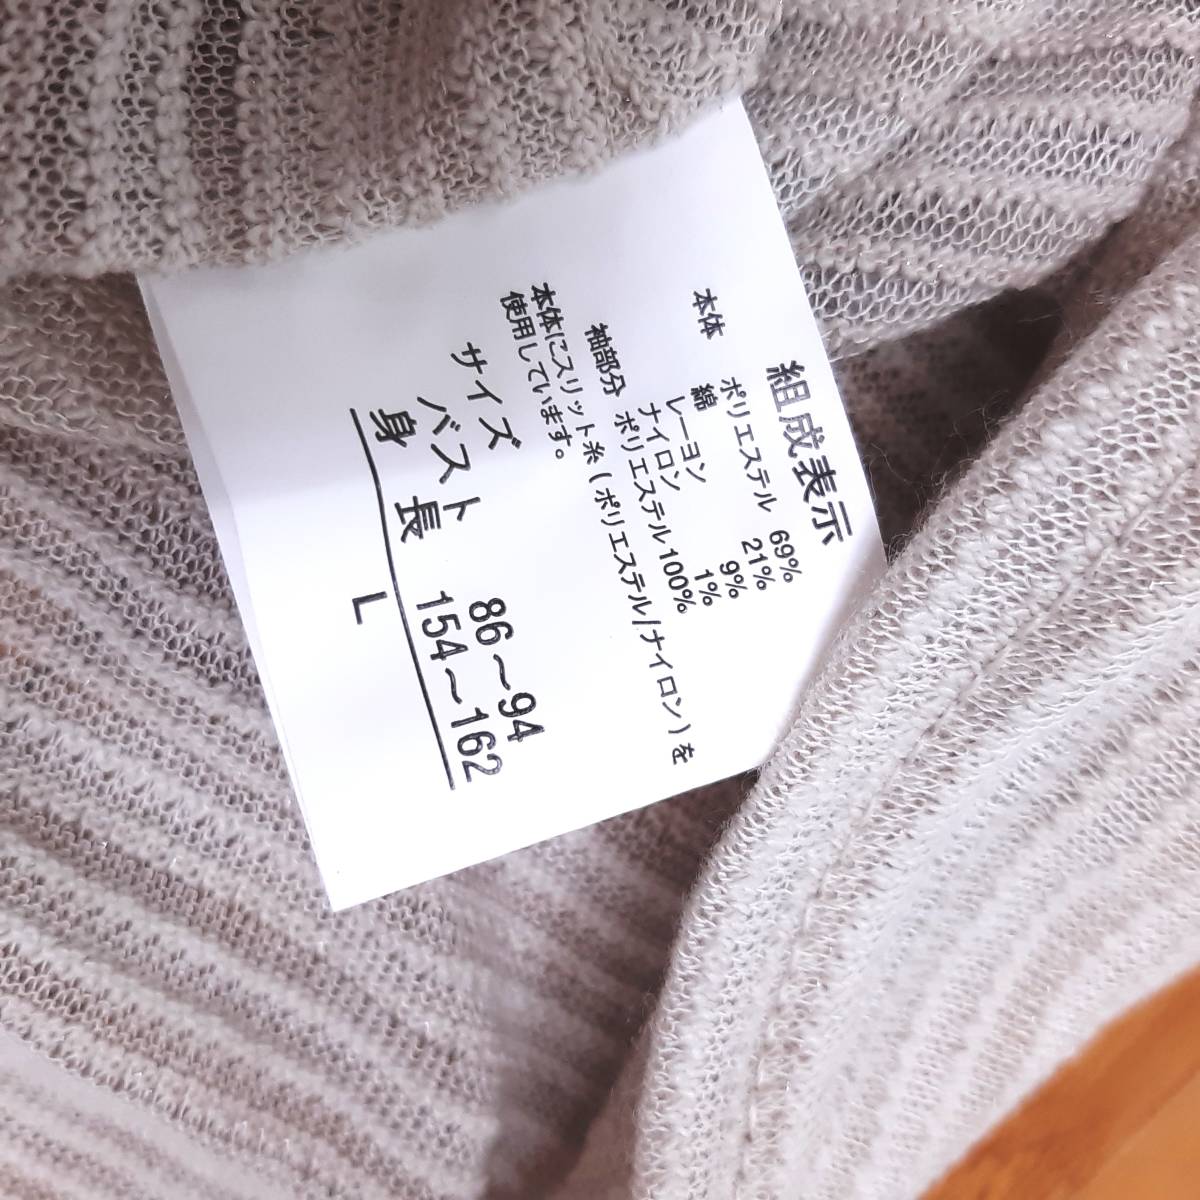 組成表示
本体 ポリエステル 69%
綿 21%
レーヨン 9%
ナイロン 1%
袖部分 ポリエステル 100%
本体にスリット糸(ポリエステル/ナイロン)を
使用しています。
サイズ
バスト 86〜94
身長 154〜162
L